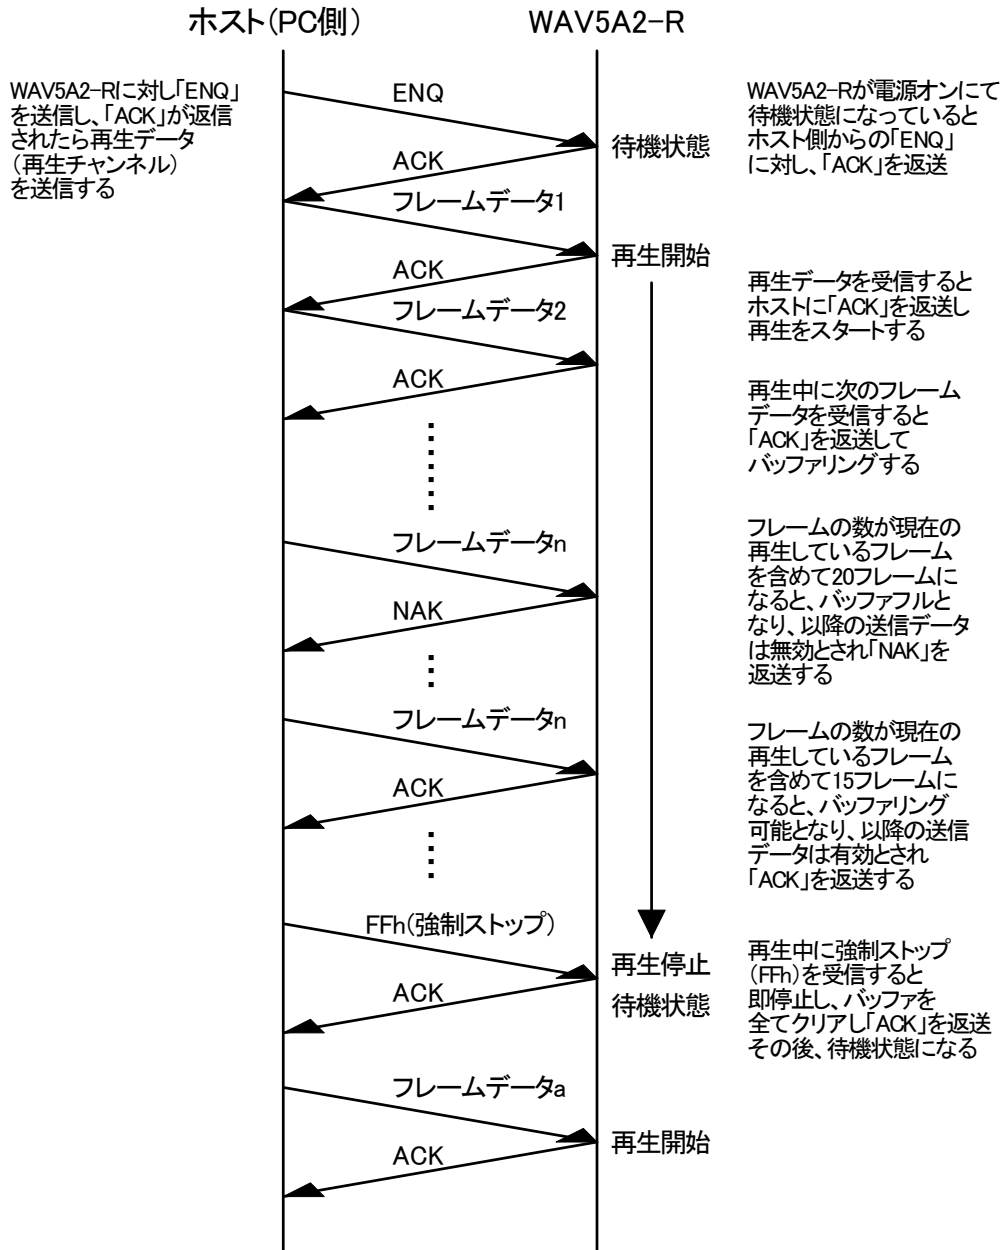 ホスト(PC側)
WAV5A2-R
WAV5A2-Rに対し「ENQ」
を送信し、「ACK」が返信
されたら再生データ
(再生チャンネル)
を送信する
ENQ
待機状態
WAV5A2-Rが電源オンにて
待機状態になっていると
ホスト側からの「ENQ」
に対し、「ACK」を返送
ACK
フレームデータ1
再生開始
ACK
フレームデータ2
再生データを受信すると
ホストに「ACK」を返送し
再生をスタートする
ACK
再生中に次のフレーム
データを受信すると
「ACK」を返送して
バッファリングする
フレームデータn
NAK
フレームの数が現在の
再生しているフレーム
を含めて20フレームに
なると、バッファフルと
なり、以降の送信データ
は無効とされ「NAK」を
返送する
フレームデータn
ACK
フレームの数が現在の
再生しているフレーム
を含めて15フレームに
なると、バッファリング
可能となり、以降の送信
データは有効とされ
「ACK」を返送する
FFh(強制ストップ)
再生停止
ACK
待機状態
再生中に強制ストップ
(FFh)を受信すると
即停止し、バッファを
全てクリアし「ACK」を返送
その後、待機状態になる
フレームデータa
再生開始
ACK